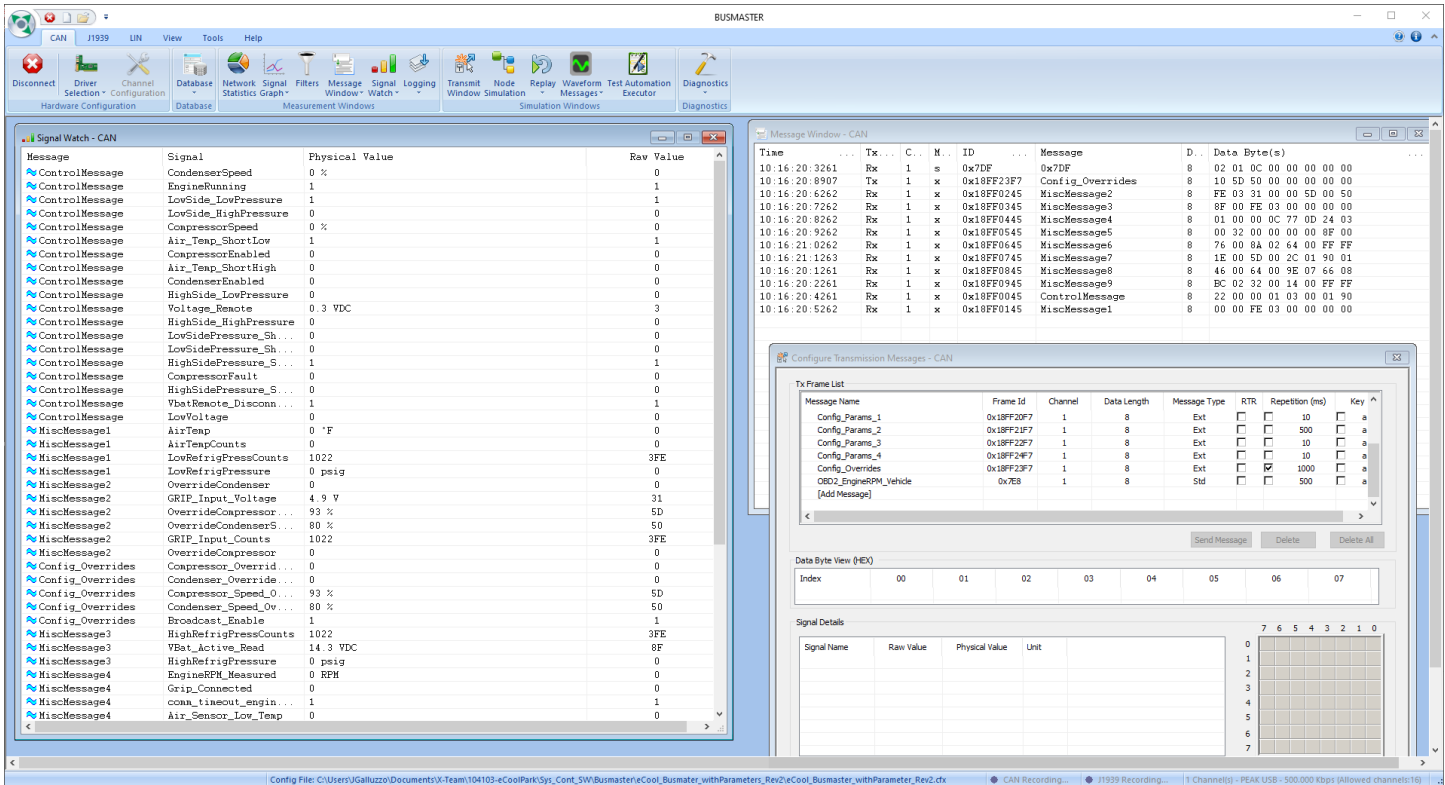 BUSMASTER
CAN J1939 LIN View Tools Help
Disconnect Driver Selection Channel Configuration Database Network Statistics Signal Graph Filters Message Window Signal Watch Logging Transmit Window Node Simulation Replay Waveform Messages Test Automation Executor Diagnostics
Hardware Configuration Database Measurement Windows Simulation Windows Diagnostics
Signal Watch - CAN
Message Signal Physical Value Raw Value
ControlMessage CondenserSpeed 0 % 0
ControlMessage EngineRunning 1 1
ControlMessage LowSide_LowPressure 1 1
ControlMessage LowSide_HighPressure 0 0
ControlMessage CompressorSpeed 0 % 0
ControlMessage Air_Temp_ShortLow 1 1
ControlMessage CompressorEnabled 0 0
ControlMessage Air_Temp_ShortHigh 0 0
ControlMessage CondenserEnabled 0 0
ControlMessage HighSide_LowPressure 0 0
ControlMessage Voltage_Remote 0.3 VDC 3
ControlMessage HighSide_HighPressure 0 0
ControlMessage LowSidePressure_Sh... 0 0
ControlMessage LowSidePressure_Sh... 0 0
ControlMessage HighSidePressure_S... 1 1
ControlMessage CompressorFault 0 0
ControlMessage HighSidePressure_S... 0 0
ControlMessage VbatRemote_Disconn... 1 1
ControlMessage LowVoltage 0 0
MiscMessage1 AirTemp 0 °F 0
MiscMessage1 AirTempCounts 0 0
MiscMessage1 LowRefrigPressCounts 1022 3FE
MiscMessage1 LowRefrigPressure 0 psig 0
MiscMessage2 OverrideCondenser 0 0
MiscMessage2 GRIP_Input_Voltage 4.9 V 31
MiscMessage2 OverrideCompressor... 93 % 5D
MiscMessage2 OverrideCondenserS... 80 % 50
MiscMessage2 GRIP_Input_Counts 1022 3FE
MiscMessage2 OverrideCompressor 0 0
Config_Overrides Compressor_Overrid... 0 0
Config_Overrides Condenser_Override... 0 0
Config_Overrides Compressor_Speed_O... 93 % 5D
Config_Overrides Condenser_Speed_Ov... 80 % 50
Config_Overrides Broadcast_Enable 1 1
MiscMessage3 HighRefrigPressCounts 1022 3FE
MiscMessage3 VBat_Active_Read 14.3 VDC 8F
MiscMessage3 HighRefrigPressure 0 psig 0
MiscMessage4 EngineRPM_Measured 0 RPM 0
MiscMessage4 Grip_Connected 0 0
MiscMessage4 comm_timeout_engin... 1 1
MiscMessage4 Air_Sensor_Low_Temp 0 0
Message Window - CAN
Time ... Tx... C.. M.. ID ... Message D.. Data Byte(s) ...
10:16:20:3261 Rx 1 s 0x7DF 0x7DF 8 02 01 0C 00 00 00 00 00
10:16:20:8907 Tx 1 x 0x18FF23F7 Config_Overrides 8 10 5D 50 00 00 00 00 00
10:16:20:6262 Rx 1 x 0x18FF0245 MiscMessage2 8 FE 03 31 00 00 5D 00 50
10:16:20:7262 Rx 1 x 0x18FF0345 MiscMessage3 8 8F 00 FE 03 00 00 00 00
10:16:20:8262 Rx 1 x 0x18FF0445 MiscMessage4 8 01 00 00 0C 77 0D 24 03
10:16:20:9262 Rx 1 x 0x18FF0545 MiscMessage5 8 00 32 00 00 00 00 8F 00
10:16:21:0262 Rx 1 x 0x18FF0645 MiscMessage6 8 76 00 8A 02 64 00 FF FF
10:16:21:1263 Rx 1 x 0x18FF0745 MiscMessage7 8 1E 00 5D 00 2C 01 90 01
10:16:20:1261 Rx 1 x 0x18FF0845 MiscMessage8 8 46 00 64 00 9E 07 66 08
10:16:20:2261 Rx 1 x 0x18FF0945 MiscMessage9 8 BC 02 32 00 14 00 FF FF
10:16:20:4261 Rx 1 x 0x18FF0045 ControlMessage 8 22 00 00 01 03 00 01 90
10:16:20:5262 Rx 1 x 0x18FF0145 MiscMessage1 8 00 00 FE 03 00 00 00 00
Configure Transmission Messages - CAN
Tx Frame List
Message Name Frame Id Channel Data Length Message Type RTR Repetition (ms) Key
Config_Params_1 0x18FF20F7 1 8 Ext 10 a
Config_Params_2 0x18FF21F7 1 8 Ext 500 a
Config_Params_3 0x18FF22F7 1 8 Ext 10 a
Config_Params_4 0x18FF24F7 1 8 Ext 10 a
Config_Overrides 0x18FF23F7 1 8 Ext 1000 a
OBD2_EngineRPM_Vehicle 0x7E8 1 8 Std 500 a
[Add Message]
Send Message Delete Delete All
Data Byte View (HEX)
Index 00 01 02 03 04 05 06 07
Signal Details
7 6 5 4 3 2 1 0
Signal Name Raw Value Physical Value Unit
0
1
2
3
4
5
6
7
Config File: C:\Users\JGalluzzo\Documents\X-Team\104103-eCoolPark\Sys_Cont_SW\Busmaster\eCool_Busmater_withParameters_Rev2\eCool_Busmaster_withParameter_Rev2.cfx CAN Recording... J1939 Recording... 1 Channel(s) - PEAK USB - 500.000 Kbps (Allowed channels:16)